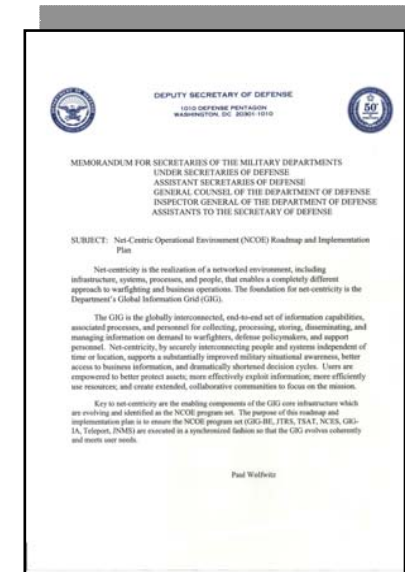 DEPUTY SECRETARY OF DEFENSE
1010 DEFENSE PENTAGON
WASHINGTON, DC 20301-1010
50
MEMORANDUM FOR SECRETARIES OF THE MILITARY DEPARTMENTS
UNDER SECRETARIES OF DEFENSE
ASSISTANT SECRETARIES OF DEFENSE
GENERAL COUNSEL OF THE DEPARTMENT OF DEFENSE
INSPECTOR GENERAL OF THE DEPARTMENT OF DEFENSE
ASSISTANTS TO THE SECRETARY OF DEFENSE
SUBJECT: Net-Centric Operational Environment (NCOE) Roadmap and Implementation
Plan
Net-centricity is the realization of a networked environment, including
infrastructure, systems, processes, and people, that enables a completely different
approach to warfighting and business operations. The foundation for net-centricity is the
Department's Global Information Grid (GIG).
The GIG is the globally interconnected, end-to-end set of information capabilities,
associated processes, and personnel for collecting, processing, storing, disseminating, and
managing information on demand to warfighters, defense policymakers, and support
personnel. Net-centricity, by securely interconnecting people and systems independent of
time or location, supports a substantially improved military situational awareness, better
access to business information, and dramatically shortened decision cycles. Users are
empowered to better protect assets; more effectively exploit information; more efficiently
use resources; and create extended, collaborative communities to focus on the mission.
Key to net-centricity are the enabling components of the GIG core infrastructure which
are evolving and identified as the NCOE program set. The purpose of this roadmap and
implementation plan is to ensure the NCOE program set (GIG-BE, JTRS, TSAT, NCES, GIG-
IA, Teleport, JNMS) are executed in a synchronized fashion so that the GIG evolves coherently
and meets user needs.
Paul Wolfwitz